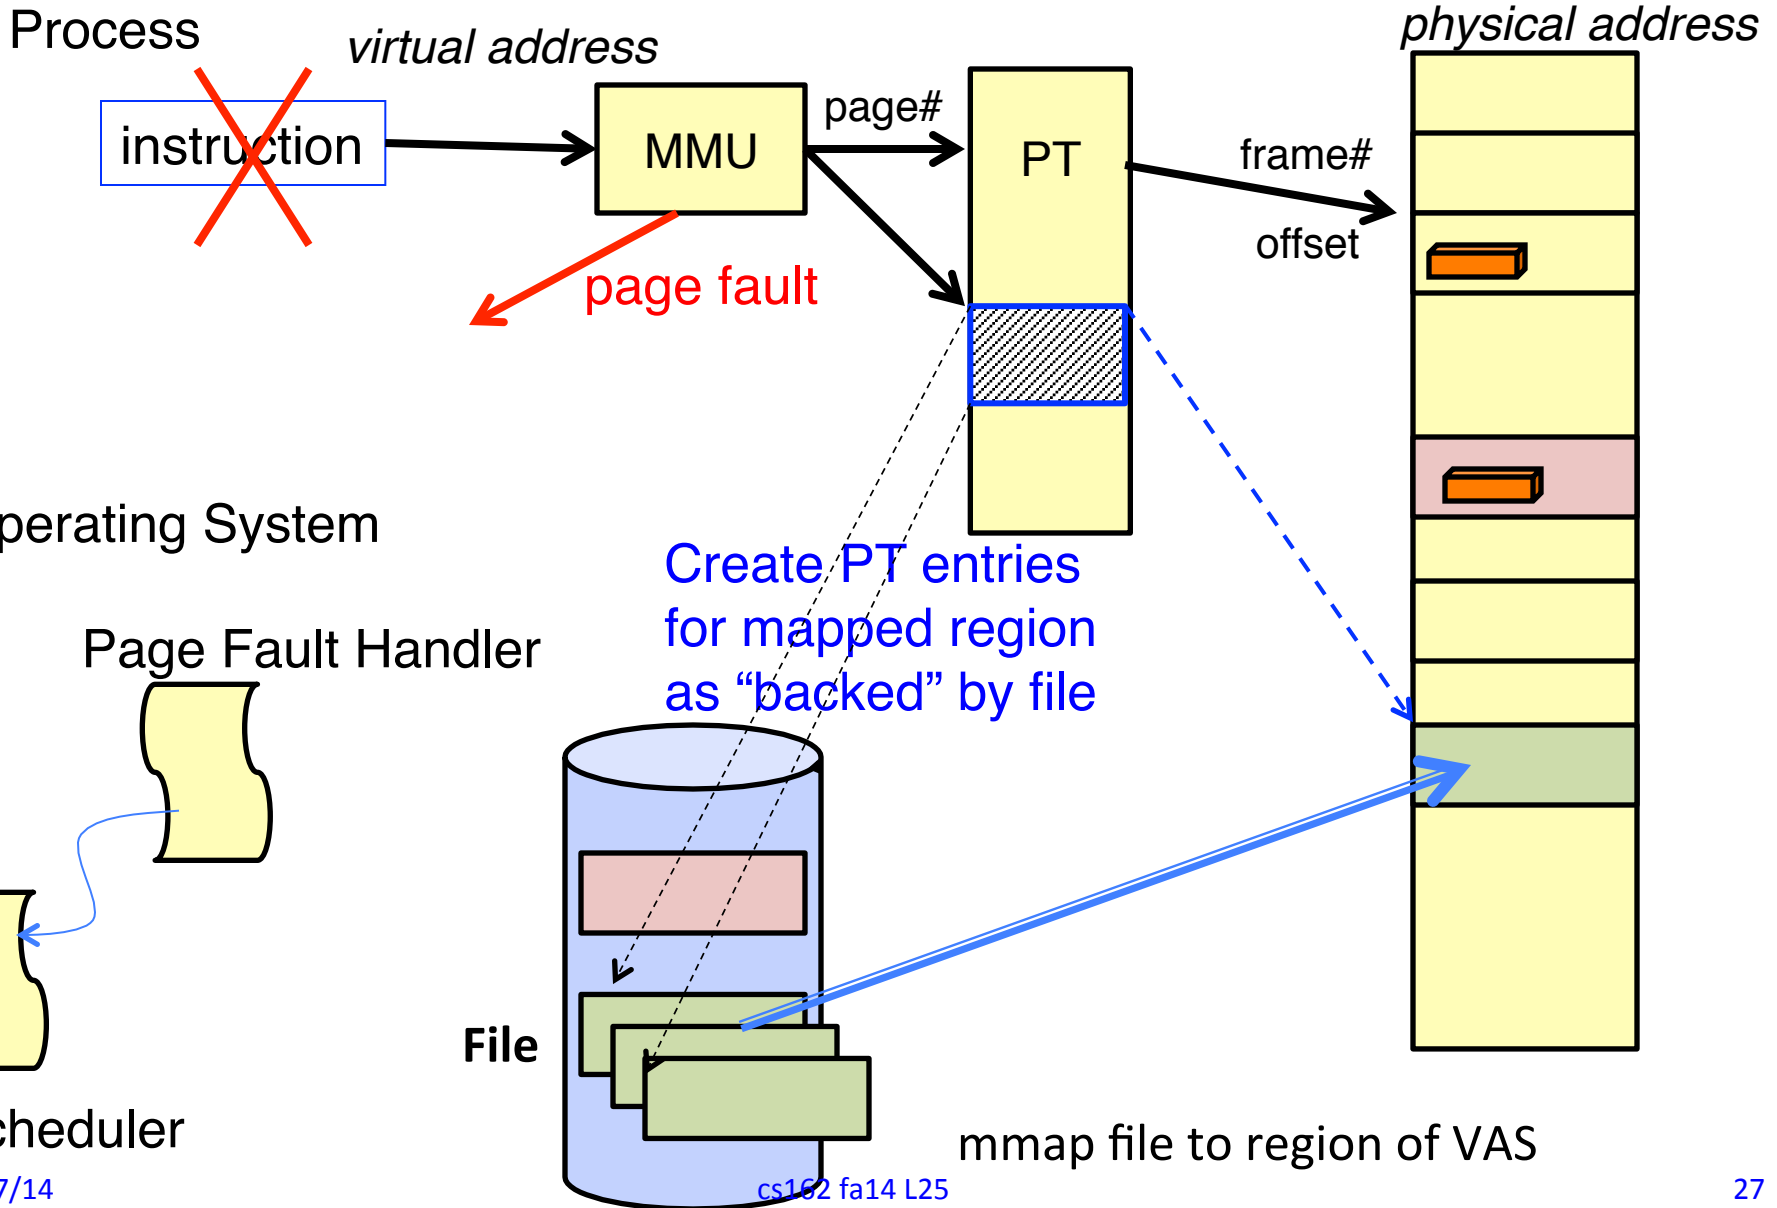 Process
virtual address
physical address
instruction
MMU
page#
PT
frame#
offset
page fault
perating System
Create PT entries
for mapped region
as “backed” by file
Page Fault Handler
File
cheduler
mmap file to region of VAS
7/14
cs162 fa14 L25
27